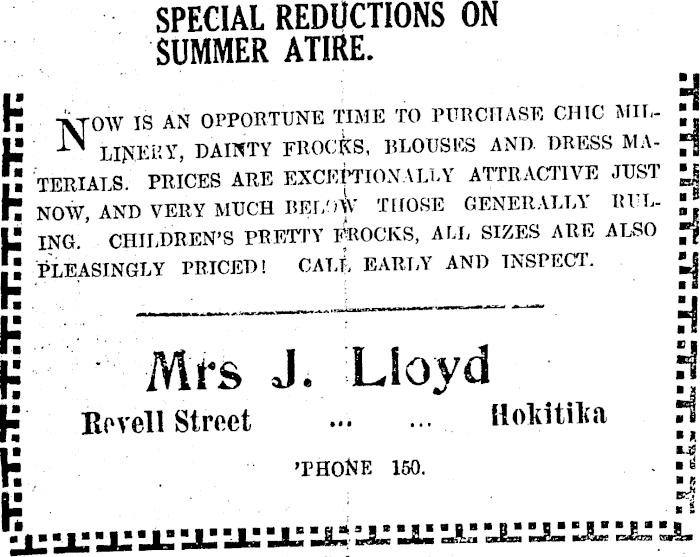 SPECIAL REDUCTIONS ON
SUMMER ATIRE.
NOW IS AN OPPORTUNE TIME TO PURCHASE CHIC MIL-
LINERY, DAINTY FROCKS, BLOUSES AND DRESS MA-
TERIALS. PRICES ARE EXCEPTIONALLY ATTRACTIVE JUST
NOW, AND VERY MUCH BELOW THOSE GENERALLY RUL-
ING. CHILDREN'S PRETTY FROCKS, ALL SIZES ARE ALSO
PLEASINGLY PRICED! CALL EARLY AND INSPECT.
Mrs J. Lloyd
Revell Street ... ... Hokitika
'PHONE 150.